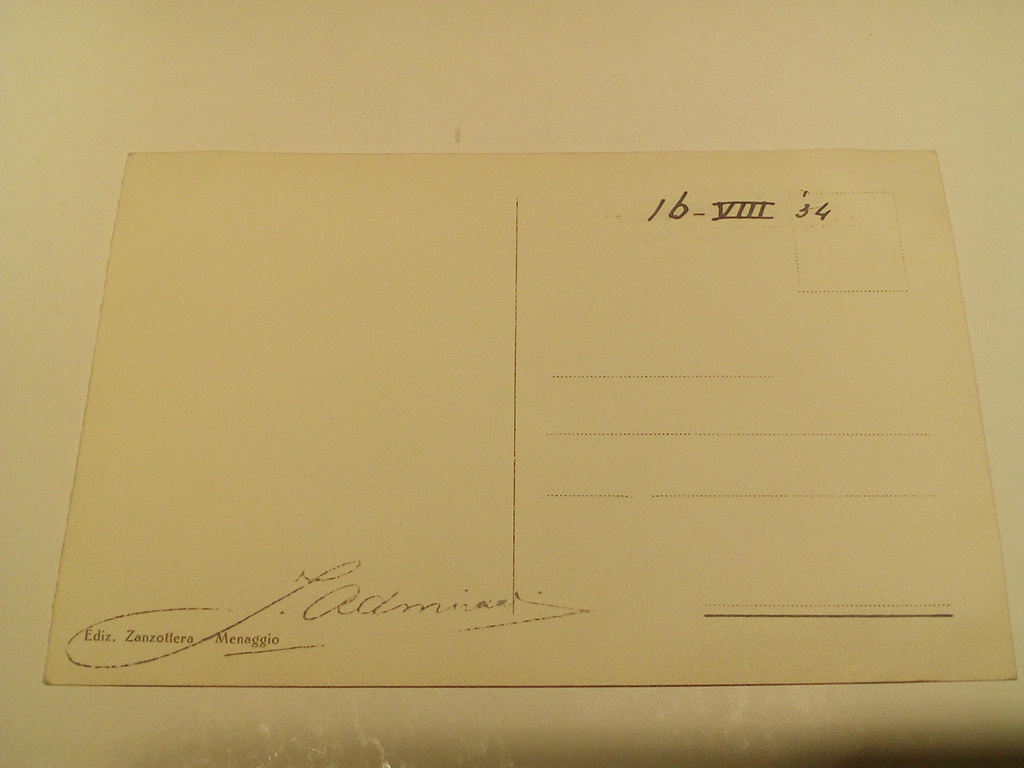 16-VIII '34
Ediz. Zanzottera Menaggio